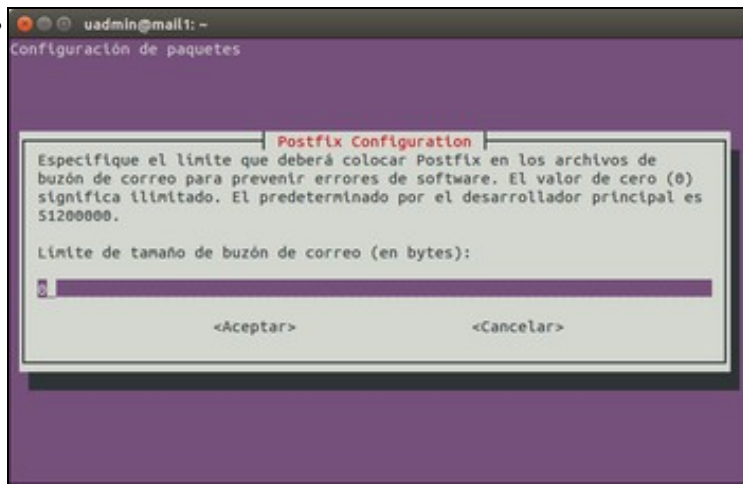 uadmin@mail1: ~
Configuración de paquetes
Postfix Configuration
Especifique el límite que deberá colocar Postfix en los archivos de
buzón de correo para prevenir errores de software. El valor de cero (0)
significa ilimitado. El predeterminado por el desarrollador principal es
51200000.
Límite de tamaño de buzón de correo (en bytes):
0
<Aceptar> <Cancelar>